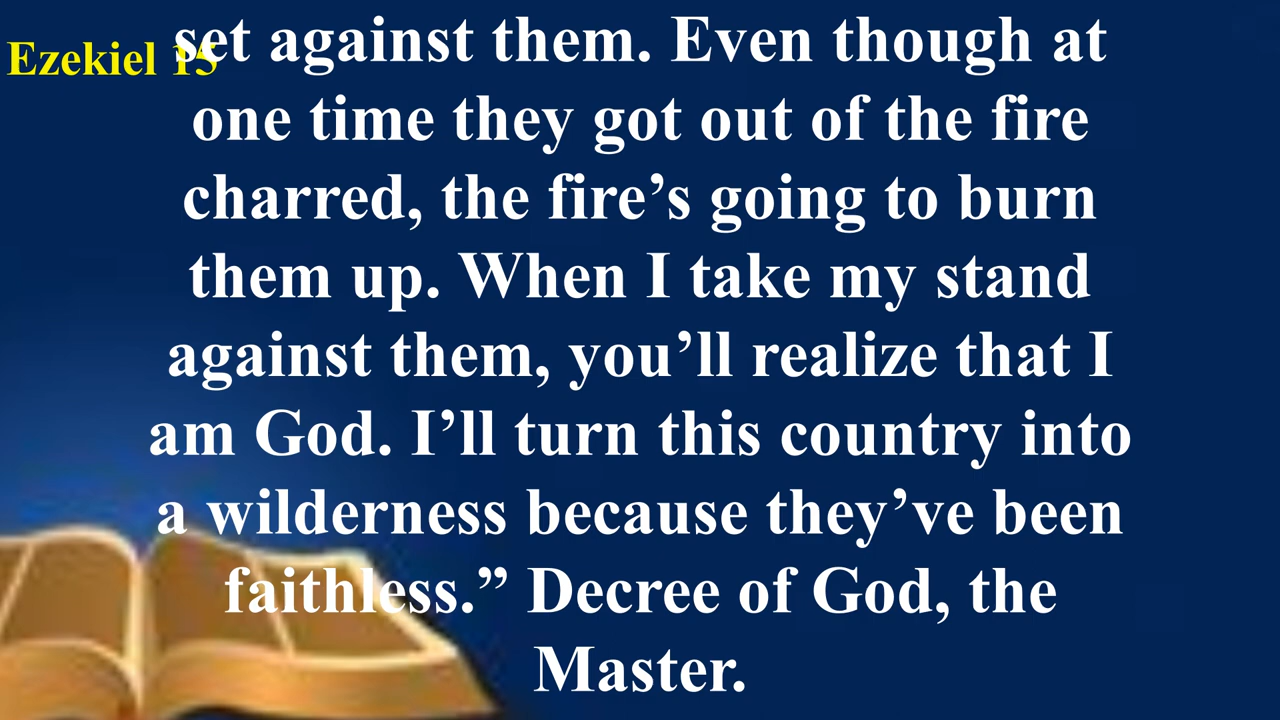 Ezekiel 15
set against them. Even though at
one time they got out of the fire
charred, the fire’s going to burn
them up. When I take my stand
against them, you’ll realize that I
am God. I’ll turn this country into
a wilderness because they’ve been
faithless.” Decree of God, the
Master.